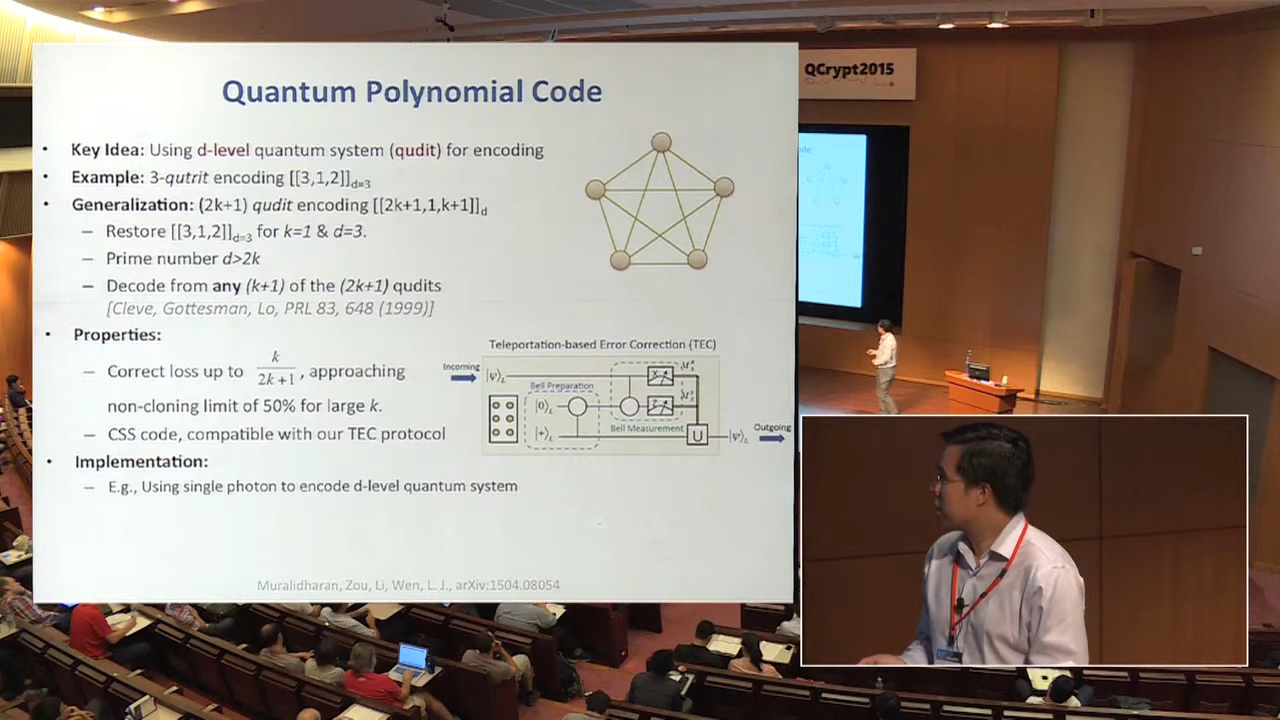 Quantum Polynomial Code
• Key Idea: Using d-level quantum system (qudit) for encoding
• Example: 3-qutrit encoding [[3,1,2]]d=3
• Generalization: (2k+1) qudit encoding [[2k+1,1,k+1]]d
– Restore [[3,1,2]]d=3 for k=1 & d=3.
– Prime number d>2k
– Decode from any (k+1) of the (2k+1) qudits
[Cleve, Gottesman, Lo, PRL 83, 648 (1999)]
• Properties:
– Correct loss up to k/(2k+1), approaching
non-cloning limit of 50% for large k.
– CSS code, compatible with our TEC protocol
• Implementation:
– E.g., Using single photon to encode d-level quantum system
Teleportation-based Error Correction (TEC)
Incoming
|ψ⟩L
Bell Preparation
|0⟩L
|+⟩L
X
Z
Bell Measurement
U
|ψ⟩L
Outgoing
Muralidharan, Zou, Li, Wen, L. J., arXiv:1504.08054
QCrypt2015